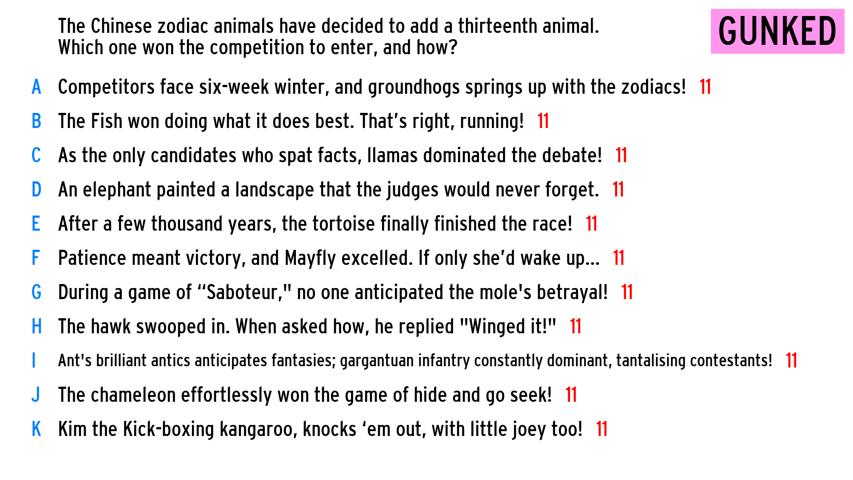 The Chinese zodiac animals have decided to add a thirteenth animal.
Which one won the competition to enter, and how?
GUNKED
A Competitors face six-week winter, and groundhogs springs up with the zodiacs! 11
B The Fish won doing what it does best. That’s right, running! 11
C As the only candidates who spat facts, llamas dominated the debate! 11
D An elephant painted a landscape that the judges would never forget. 11
E After a few thousand years, the tortoise finally finished the race! 11
F Patience meant victory, and Mayfly excelled. If only she’d wake up... 11
G During a game of “Saboteur," no one anticipated the mole's betrayal! 11
H The hawk swooped in. When asked how, he replied "Winged it!" 11
I Ant's brilliant antics anticipates fantasies; gargantuan infantry constantly dominant, tantalising contestants! 11
J The chameleon effortlessly won the game of hide and go seek! 11
K Kim the Kick-boxing kangaroo, knocks ‘em out, with little joey too! 11